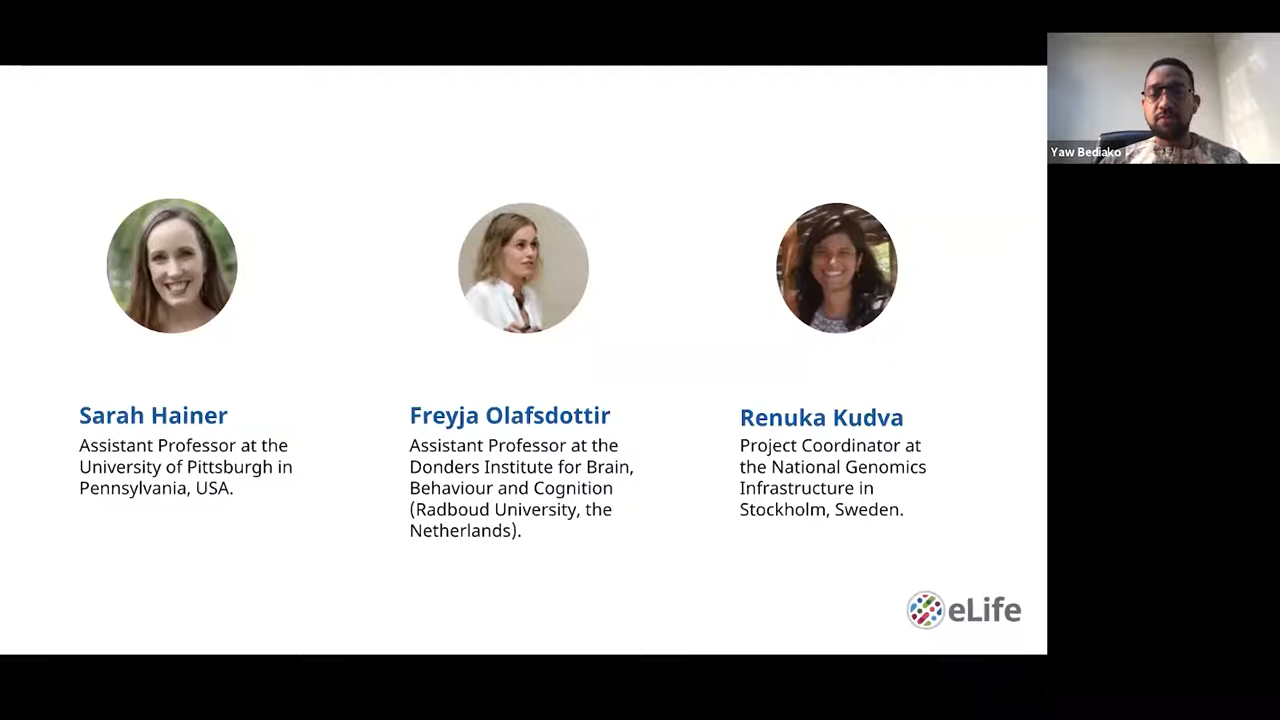 Yaw Bediako
Sarah Hainer
Assistant Professor at the
University of Pittsburgh in
Pennsylvania, USA.
Freyja Olafsdottir
Assistant Professor at the
Donders Institute for Brain,
Behaviour and Cognition
(Radboud University, the
Netherlands).
Renuka Kudva
Project Coordinator at
the National Genomics
Infrastructure in
Stockholm, Sweden.
eLife